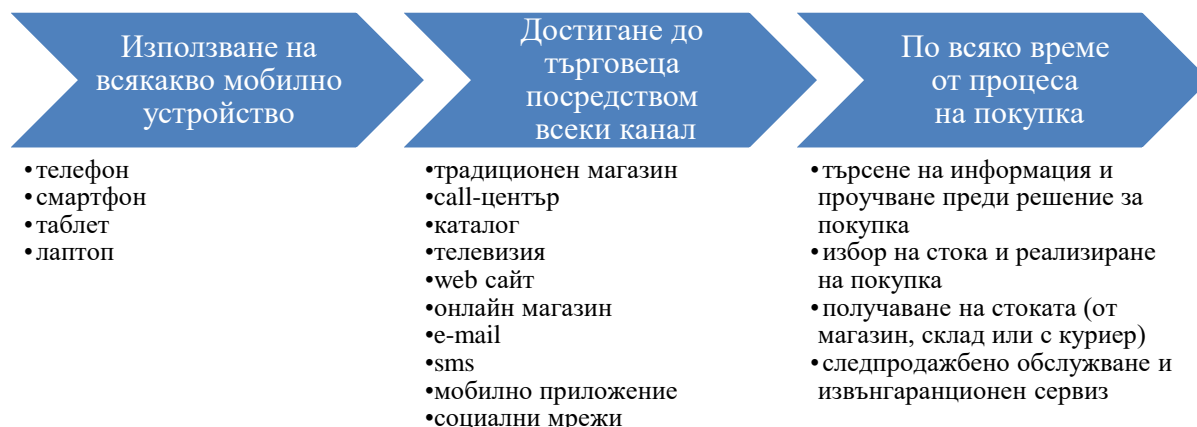 Използване на
всякакво мобилно
устройство
•телефон
•смартфон
•таблет
•лаптоп
Достигане до
търговеца
посредством
всеки канал
•традиционен магазин
•call-център
•каталог
•телевизия
•web сайт
•онлайн магазин
•e-mail
•sms
•мобилно приложение
•социални мрежи
По всяко време
от процеса
на покупка
•търсене на информация и
проучване преди решение за
покупка
•избор на стока и реализиране
на покупка
•получаване на стоката (от
магазин, склад или с куриер)
•следпродажбено обслужване и
извънгаранционен сервиз